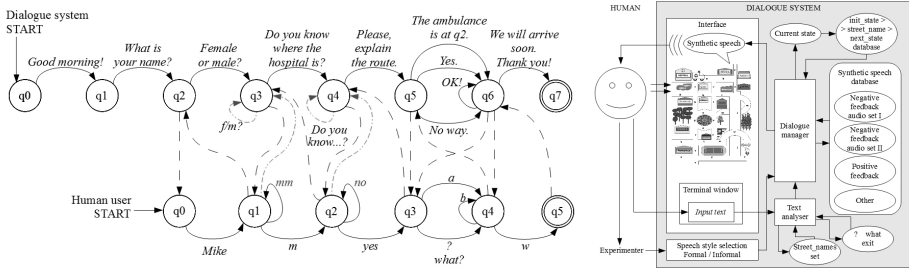 Dialogue system
START
Good morning!
What is
your name?
Female
or male?
Do you know
where the
hospital is?
Please,
explain
the route.
The ambulance
is at q2.
Yes.
OK!
No way.
We will arrive
soon.
Thank you!
q0
q1
q2
q3
q4
q5
q6
q7
f/m?
Do you
know...?
Human user
START
q0
q1
q2
q3
q4
q5
mm
no
a
b
Mike
m
yes
?
what?
w
HUMAN
DIALOGUE SYSTEM
Interface
Synthetic speech
Terminal window
Input text
Experimenter
Speech style selection
Formal / Informal
Current state
init_state
> street_name >
next_state
database
Dialogue
manager
Synthetic speech
database
Negative
feedback
audio set I
Negative
feedback
audio set II
Positive
feedback
Other
Text
analyser
Street_names
set
? what
exit